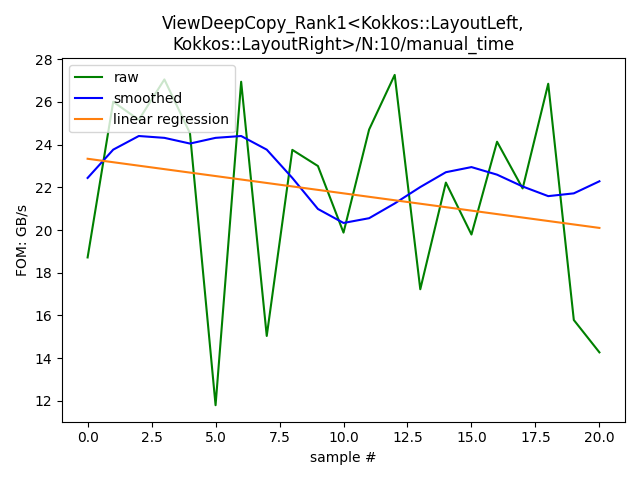 ViewDeepCopy_Rank1<Kokkos::LayoutLeft,
Kokkos::LayoutRight>/N:10/manual_time
raw
smoothed
linear regression
FOM: GB/s
28
26
24
22
20
18
16
14
12
0.0 2.5 5.0 7.5 10.0 12.5 15.0 17.5 20.0
sample #